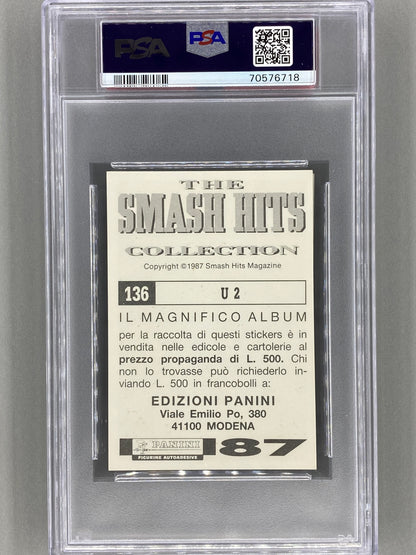 PSA
PSA
70576718
THE
SMASH HITS
COLLECTION
Copyright ©1987 Smash Hits Magazine
136 U 2
IL MAGNIFICO ALBUM
per la raccolta di questi stickers è in
vendita nelle edicole e cartolerie al
prezzo propaganda di L. 500. Chi
non lo trovasse può richiederlo in-
viando L. 500 in francobolli a:
EDIZIONI PANINI
Viale Emilio Po, 380
41100 MODENA
PANINI 87
FIGURINE AUTOADESIVE